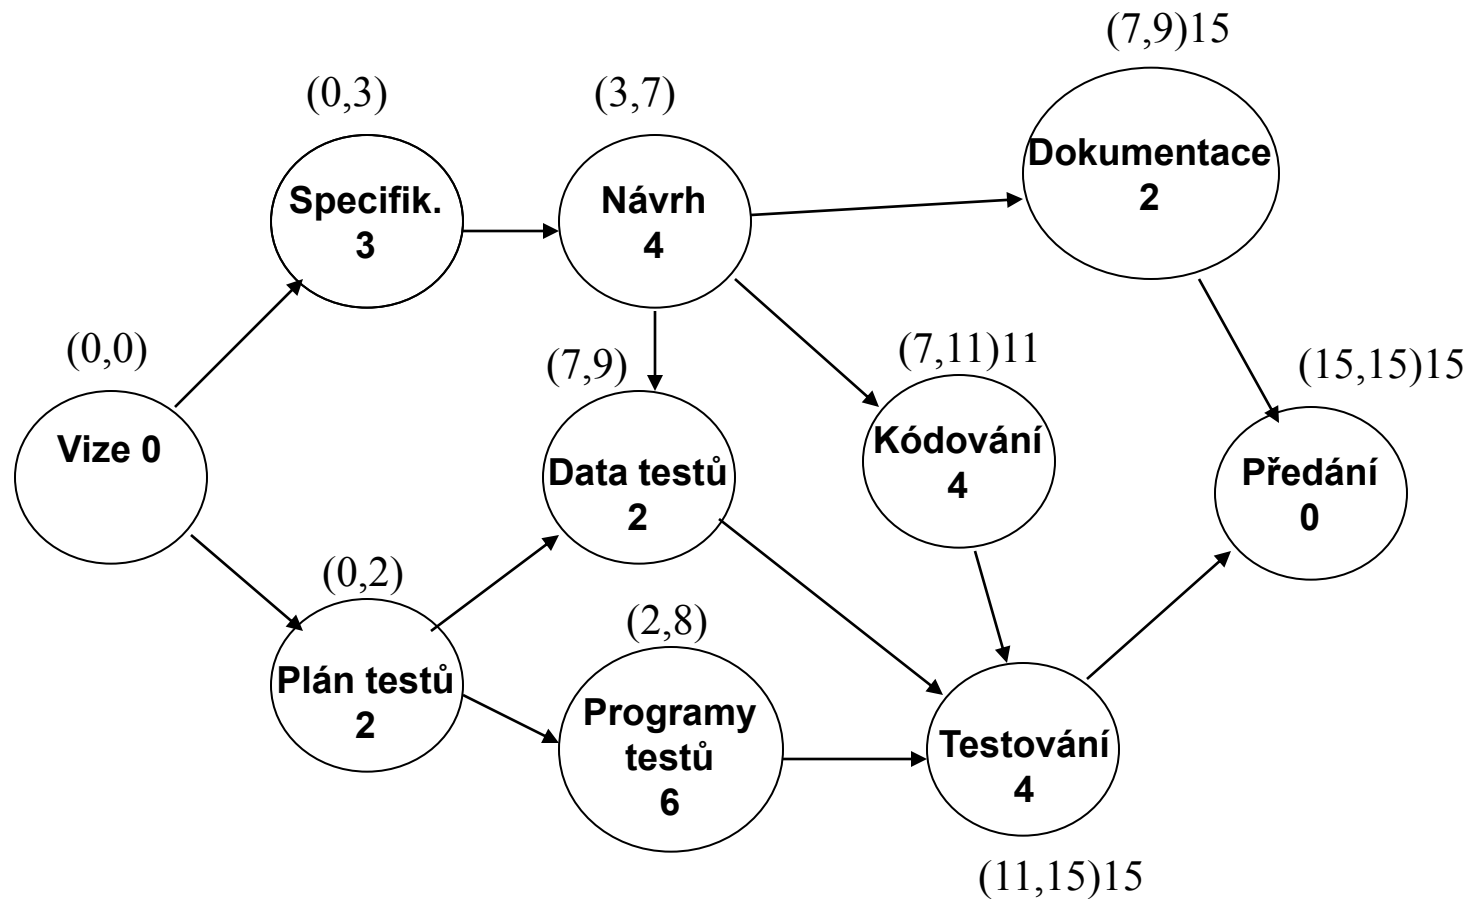 (7,9)15
(0,3)
(3,7)
Dokumentace
2
Specifik.
3
Návrh
4
(0,0)
(7,9)
(7,11)11
(15,15)15
Vize 0
Data testů
2
Kódování
4
Předání
0
(0,2)
(2,8)
Plán testů
2
Programy
testů
6
Testování
4
(11,15)15